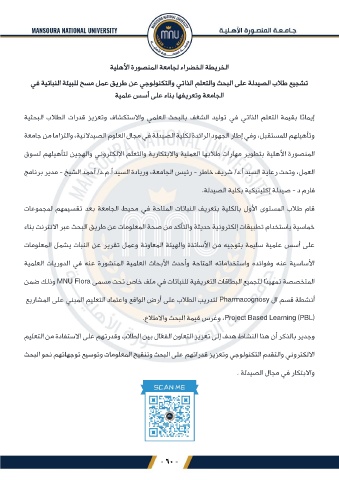 MANSOURA NATIONAL UNIVERSITY
جـامـعـة الـمنصـورة الأهـلـيـة
الخريطة الخضراء لجامعة المنصورة الأهلية
تشجيع طلاب الصيدلة على البحث والتعلم الذاتي والتكنولوجي عن طريق عمل مسح للبيئة النباتية في
الجامعة وتعريفها بناء على أسس علمية
إيمانًا بقيمة التعلم الذاتي في توليد الشغف بالبحث العلمي والاستكشاف وتعزيز قدرات الطلاب البحثية
وتأهيلهم للمستقبل، وفي إطار الجهود الرائدة لكلية الصيدلة في مجال العلوم الصيدلانية، والتزاما من جامعة
المنصورة الأهلية بتطوير مهارات طلابها العملية والابتكارية والتعلم الالكتروني والهجين لتأهيلهم لسوق
العمل، وتحت رعاية السيد أ.د/ شريف خاطر - رئيس الجامعة، وريادة السيد أ.م.د/ أحمد الشيخ - مدير برنامج
فارم د - صيدلة إكلينيكية بكلية الصيدلة.
قام طلاب المستوى الأول بالكلية بتعريف النباتات المتاحة في محيط الجامعة بعد تقسيمهم لمجموعات
خماسية باستخدام تطبيقات إلكترونية حديثة والتأكد من صحة المعلومات عن طريق البحث عبر الانترنت بناء
على أسس علمية سليمة بتوجيه من الأساتذة والهيئة المعاونة وعمل تقرير عن النبات يشمل المعلومات
الأساسية عنه وفوائده واستخداماته المتاحة وأحدث الأبحاث العلمية المنشورة عنه في الدوريات العلمية
المتخصصة تمهيدًا لتجميع البطاقات التعريفية للنباتات في ملف خاص تحت مسمى MNU Flora وذلك ضمن
أنشطة قسم ال Pharmacognosy لتدريب الطلاب على أرض الواقع واعتماد التعليم المبني على المشاريع
Project Based Learning (PBL)، وغرس قيمة البحث والاطلاع.
وجدير بالذكر أن هذا النشاط هدف إلى تعزيز التعاون الفعّال بين الطلاب وقدرتهم على الاستفادة من التعليم
الالكتروني والتقدم التكنولوجي وتعزيز قدراتهم على البحث وتنقيح المعلومات وتوسيع توجهاتهم نحو البحث
والابتكار في مجال الصيدلة .
SCAN ME
- ٦٠ -